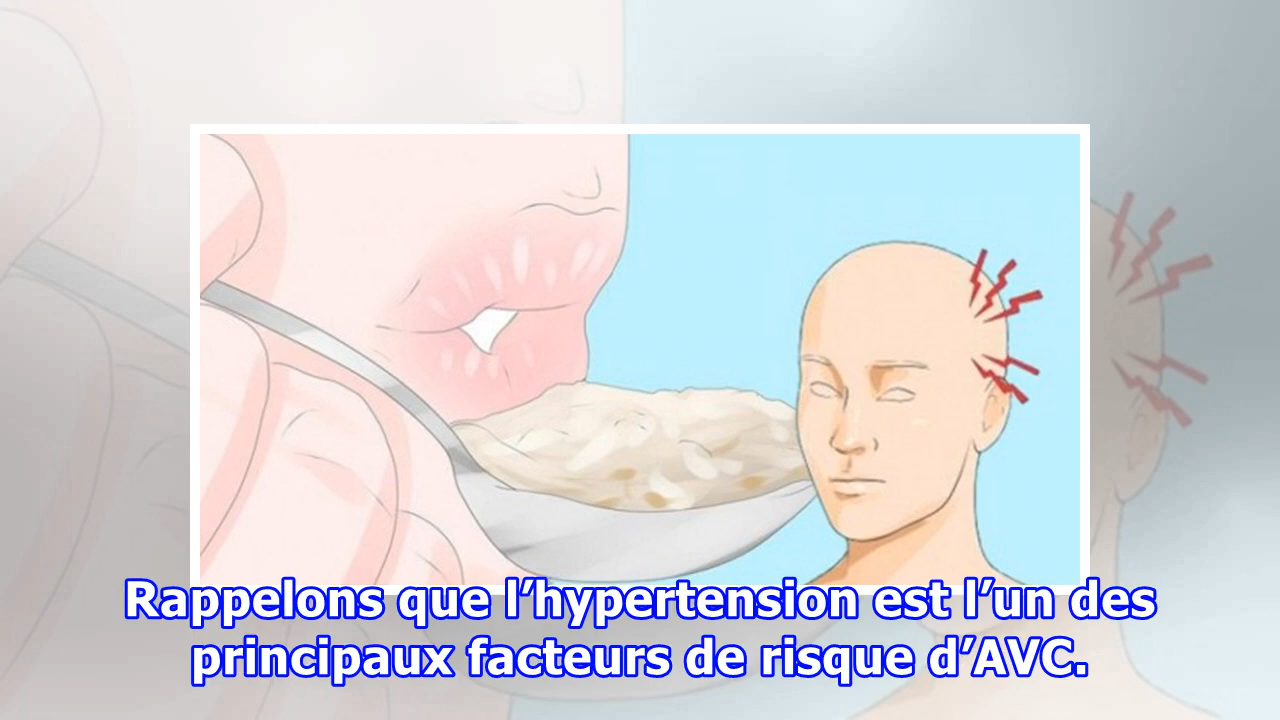 Rappelons que l’hypertension est l’un des
principaux facteurs de risque d’AVC.